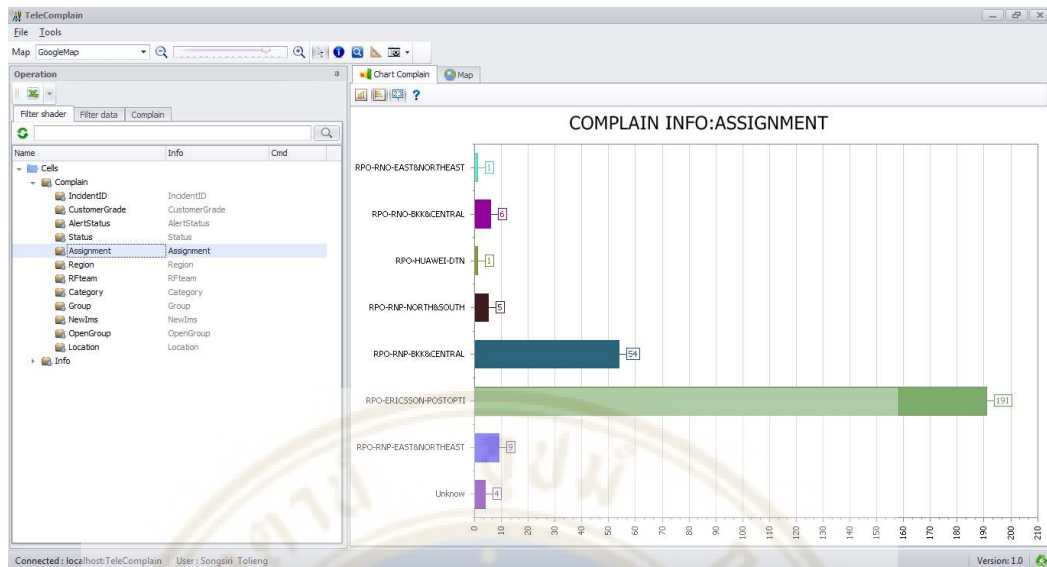 TeleComplain
File Tools
Map GoogleMap
Operation
Filter shader Filter data Complain
Name Info Cmd
Cells
Complain
IncidentID IncidentID
CustomerGrade CustomerGrade
AlertStatus AlertStatus
Status Status
Assignment Assignment
Region Region
RFteam RFteam
Category Category
Group Group
NewIms NewIms
OpenGroup OpenGroup
Location Location
Info
Chart Complain Map
COMPLAIN INFO:ASSIGNMENT
RPO-RNO-EAST&NORTHEAST 1
RPO-RNO-BKK&CENTRAL 6
RPO-HUAWEI-DTN 1
RPO-RNP-NORTH&SOUTH 5
RPO-RNP-BKK&CENTRAL 54
RPO-ERICSSON-POSTOPTI 191
RPO-RNP-EAST&NORTHEAST 9
Unknow 4
0 10 20 30 40 50 60 70 80 90 100 110 120 130 140 150 160 170 180 190 200 210
Connected : localhost:TeleComplain User : Songsiri Tolieng Version: 1.0